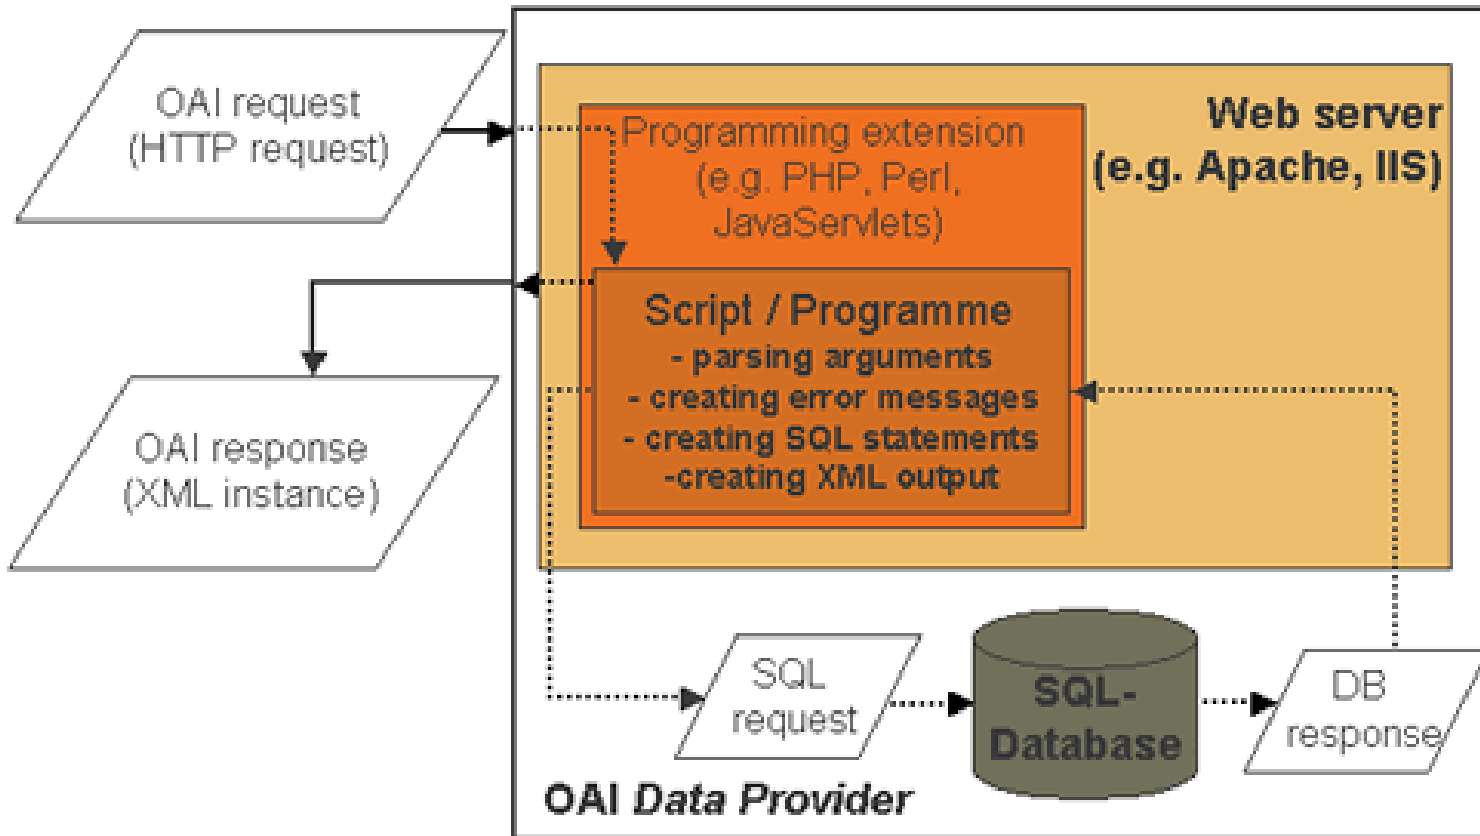 OAI request
(HTTP request)
Programming extension
(e.g. PHP, Perl,
JavaServlets)
Web server
(e.g. Apache, IIS)
Script / Programme
- parsing arguments
- creating error messages
- creating SQL statements
-creating XML output
OAI response
(XML instance)
SQL
request
SQL-
Database
DB
response
OAI Data Provider